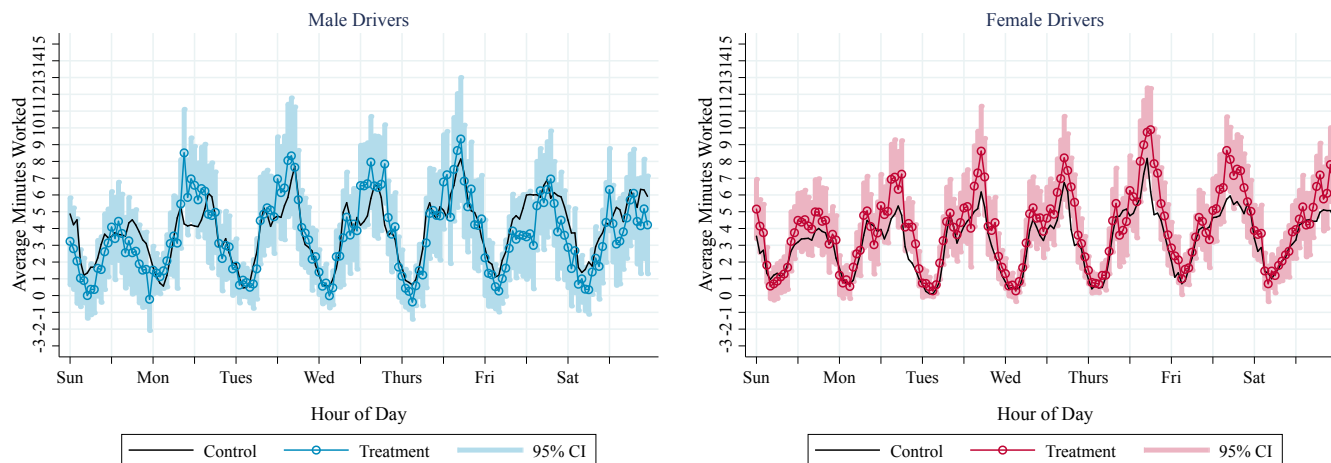 Male Drivers
Average Minutes Worked
-3 -2 -1 0 1 2 3 4 5 6 7 8 9 10 11 12 13 14 15
Sun Mon Tues Wed Thurs Fri Sat
Hour of Day
Control Treatment 95% CI
Female Drivers
Average Minutes Worked
-3 -2 -1 0 1 2 3 4 5 6 7 8 9 10 11 12 13 14 15
Sun Mon Tues Wed Thurs Fri Sat
Hour of Day
Control Treatment 95% CI